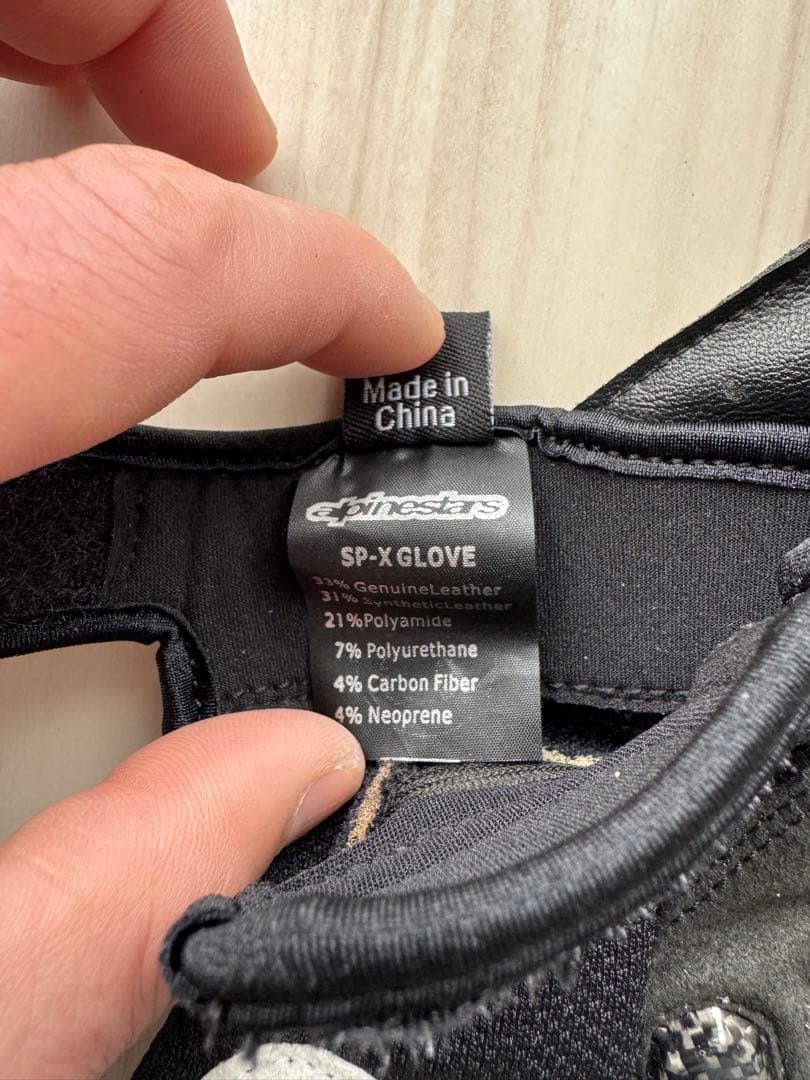 Made in
China
alpinestars
SP-X GLOVE
33% GenuineLeather
31% SyntheticLeather
21%Polyamide
7% Polyurethane
4% Carbon Fiber
4% Neoprene